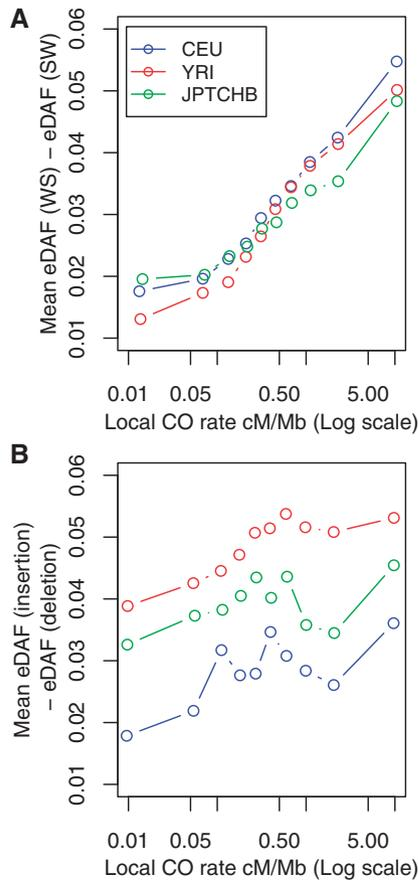 A
Mean eDAF (WS) – eDAF (SW)
0.06
0.05
0.04
0.03
0.02
0.01
CEU
YRI
JPTCHB
0.01 0.05 0.50 5.00
Local CO rate cM/Mb (Log scale)
B
Mean eDAF (insertion)
– eDAF (deletion)
0.06
0.05
0.04
0.03
0.02
0.01
0.01 0.05 0.50 5.00
Local CO rate cM/Mb (Log scale)